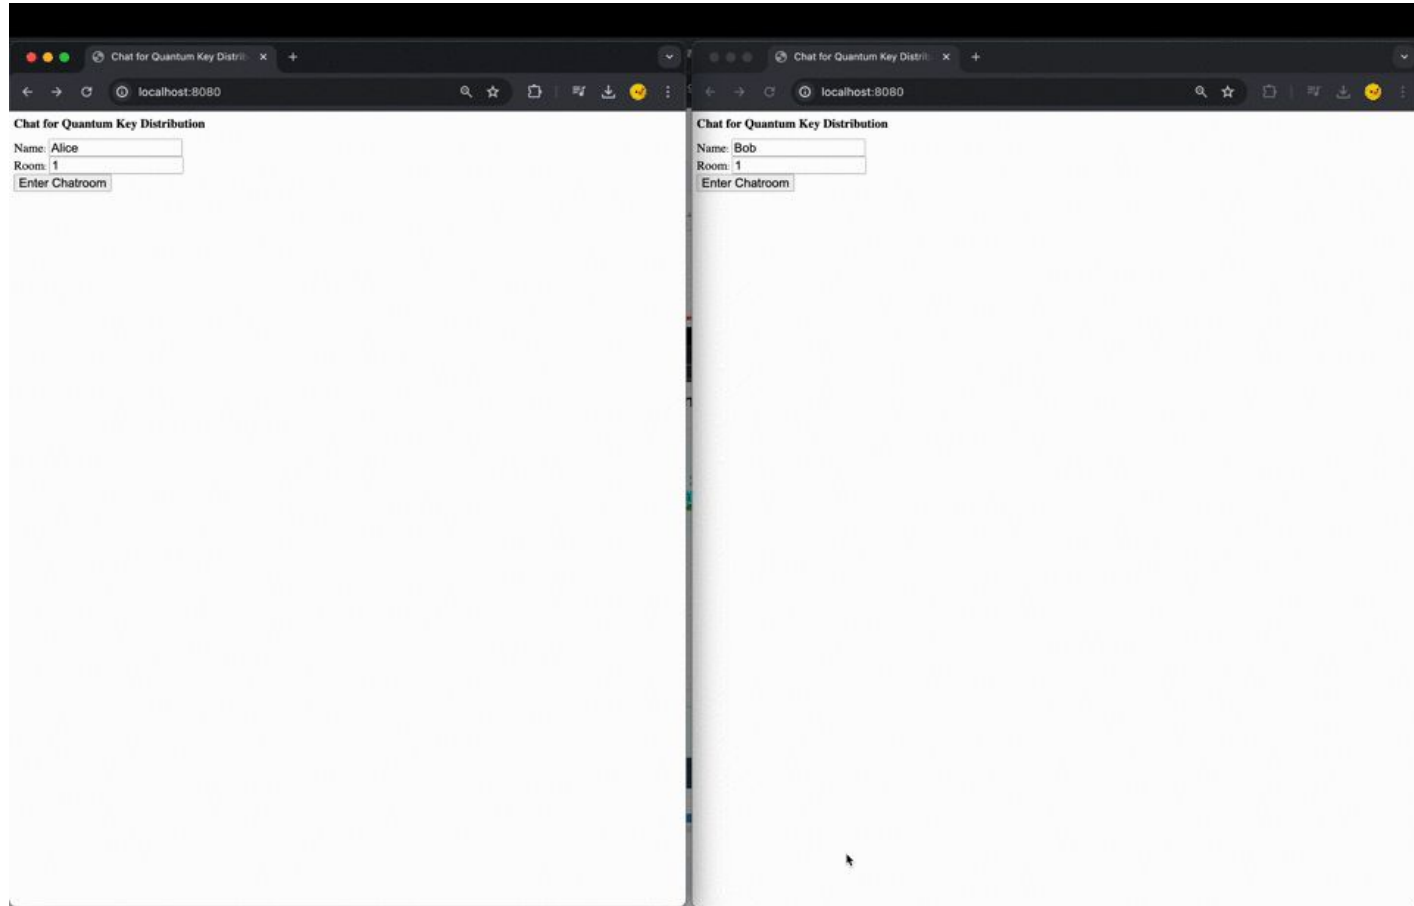 Chat for Quantum Key Distrib
localhost:8080
Chat for Quantum Key Distribution
Name: Alice
Room: 1
Enter Chatroom
Chat for Quantum Key Distrib
localhost:8080
Chat for Quantum Key Distribution
Name: Bob
Room: 1
Enter Chatroom